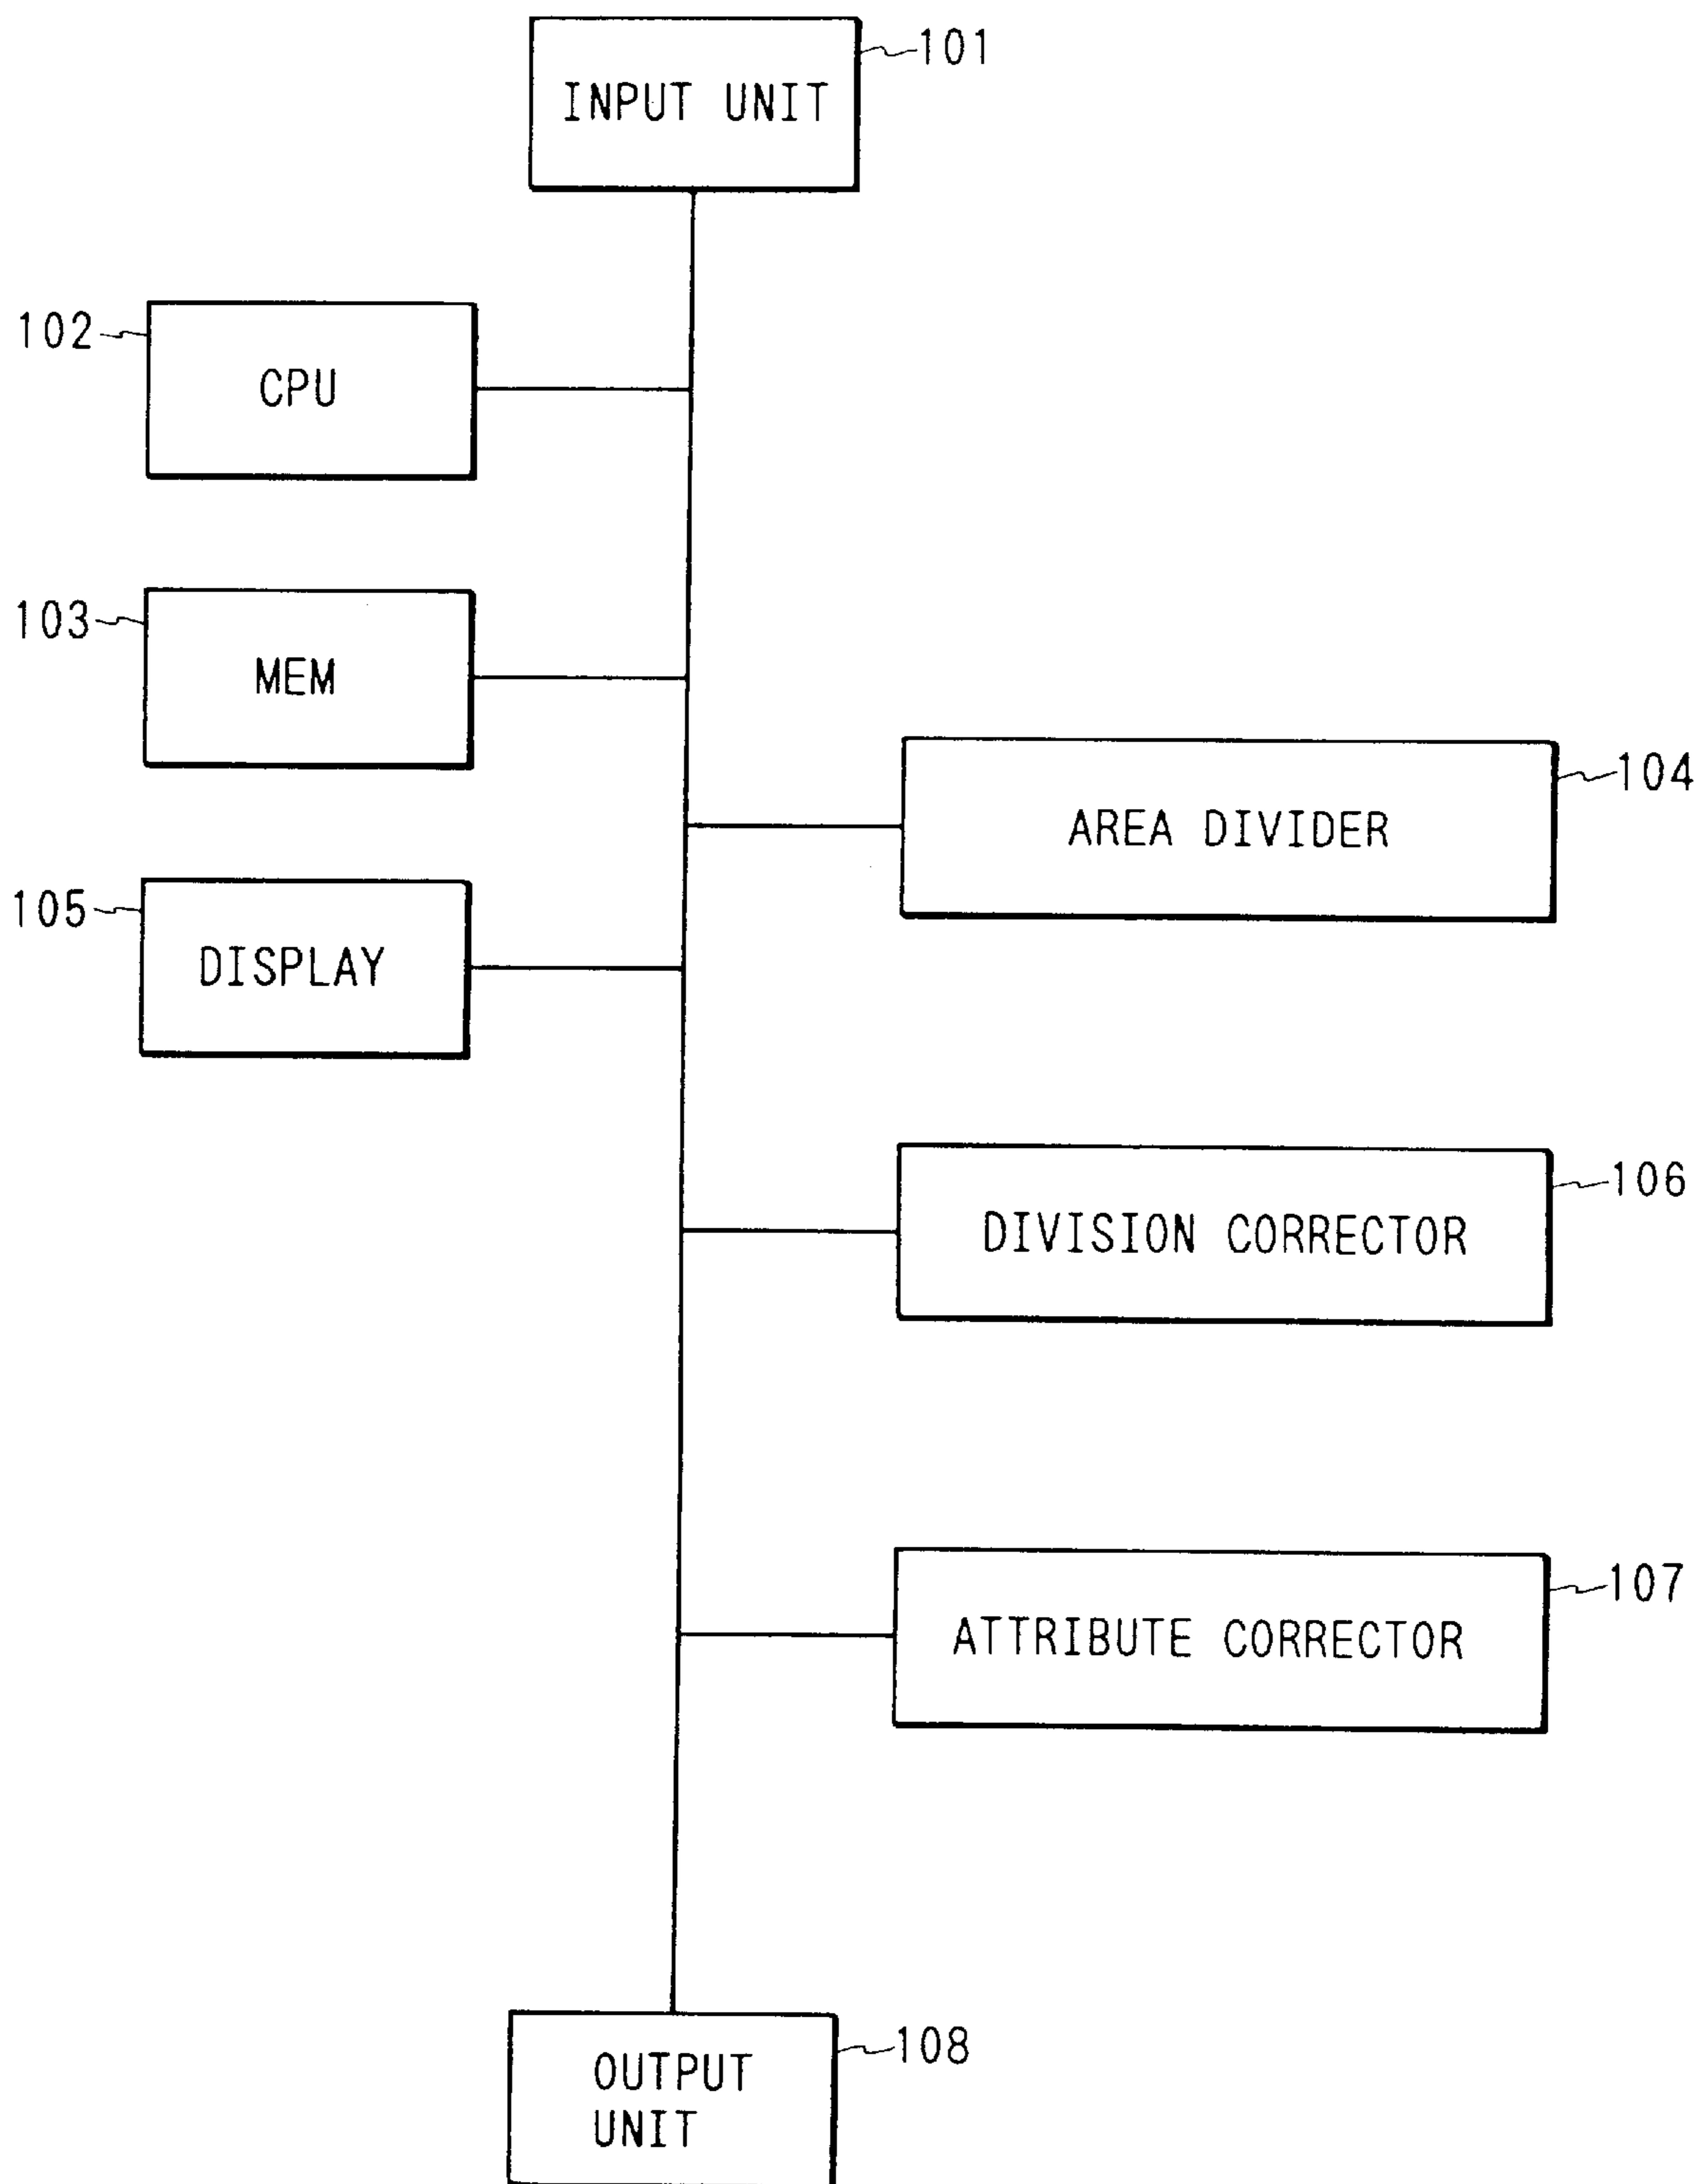 101
INPUT UNIT
102
CPU
103
MEM
104
AREA DIVIDER
105
DISPLAY
106
DIVISION CORRECTOR
107
ATTRIBUTE CORRECTOR
108
OUTPUT
UNIT